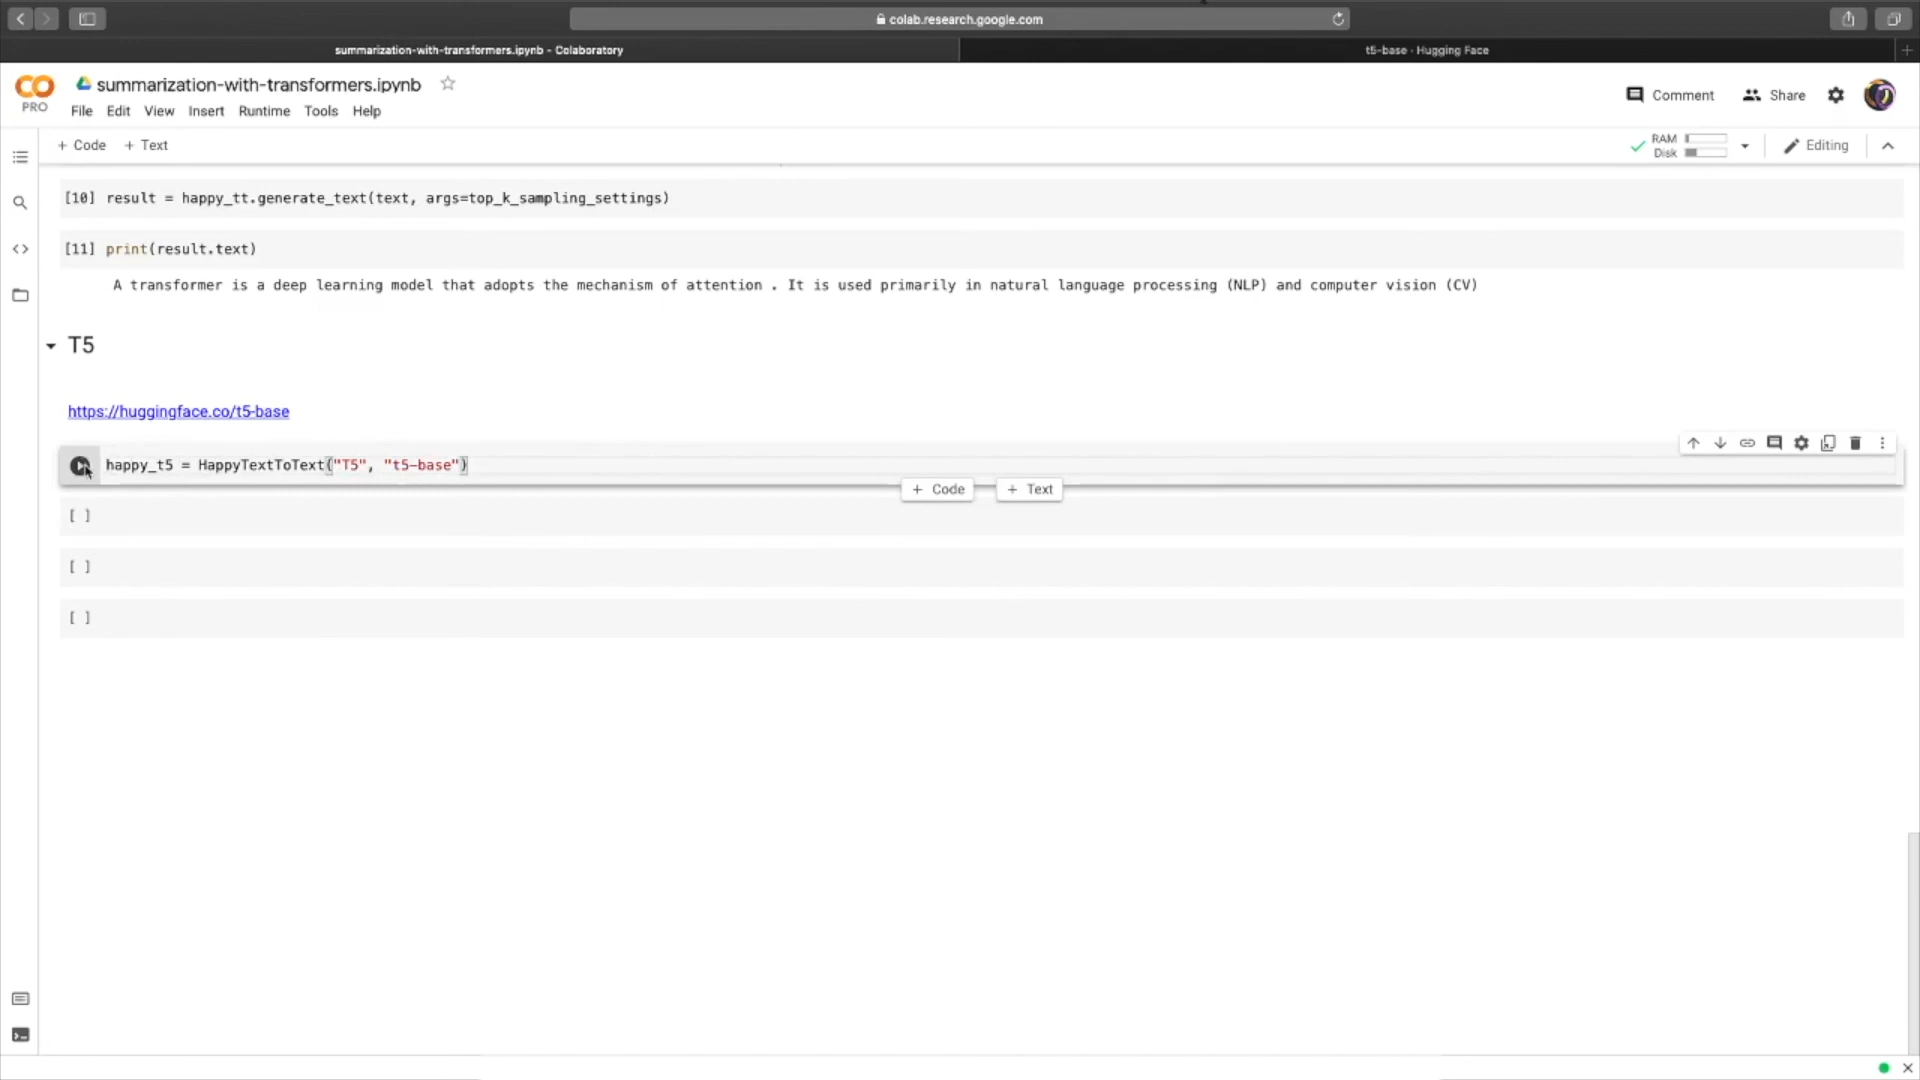 colab.research.google.com
summarization-with-transformers.ipynb - Colaboratory
t5-base · Hugging Face
CO
PRO
summarization-with-transformers.ipynb
Comment
Share
File Edit View Insert Runtime Tools Help
+ Code + Text
RAM
Disk
Editing
[10] result = happy_tt.generate_text(text, args=top_k_sampling_settings)
[11] print(result.text)
A transformer is a deep learning model that adopts the mechanism of attention . It is used primarily in natural language processing (NLP) and computer vision (CV)
T5
https://huggingface.co/t5-base
happy_t5 = HappyTextToText("T5", "t5-base")
+ Code + Text
[ ]
[ ]
[ ]